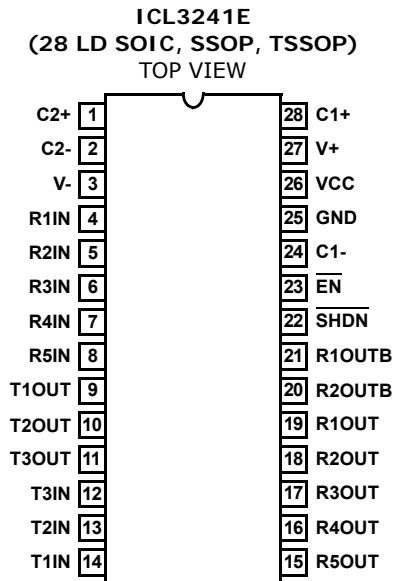 ICL3241E
(28 LD SOIC, SSOP, TSSOP)
TOP VIEW
C2+ 1 28 C1+
C2- 2 27 V+
V- 3 26 VCC
R1IN 4 25 GND
R2IN 5 24 C1-
R3IN 6 23 EN
R4IN 7 22 SHDN
R5IN 8 21 R1OUTB
T1OUT 9 20 R2OUTB
T2OUT 10 19 R1OUT
T3OUT 11 18 R2OUT
T3IN 12 17 R3OUT
T2IN 13 16 R4OUT
T1IN 14 15 R5OUT